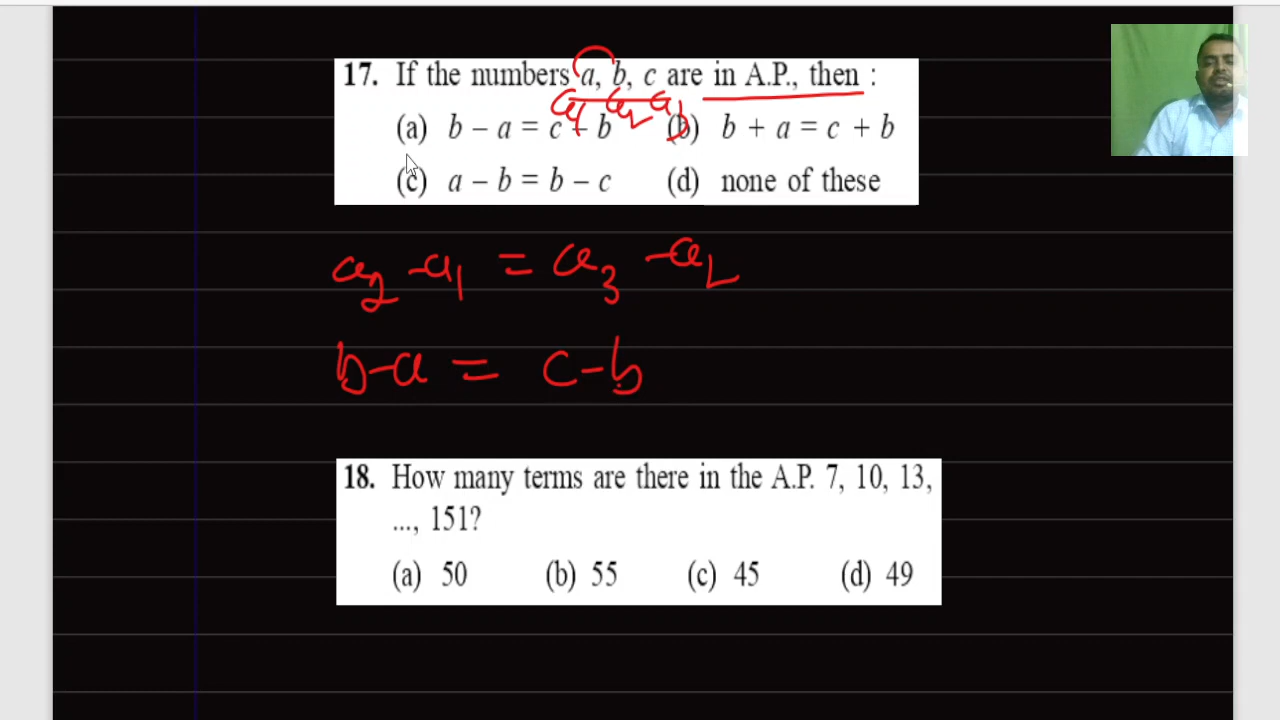 17. If the numbers a, b, c are in A.P., then :
a1 a2 a3
(a) b – a = c – b (b) b + a = c + b
(c) a – b = b – c (d) none of these
a2 - a1 = a3 - a2
b - a = c - b
18. How many terms are there in the A.P. 7, 10, 13,
..., 151?
(a) 50 (b) 55 (c) 45 (d) 49